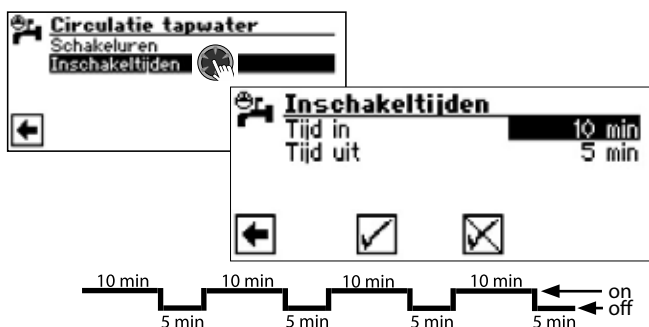 Circulatie tapwater
Schakeluren
Inschakeltijden
Inschakeltijden
Tijd in 10 min
Tijd uit 5 min
10 min 10 min 10 min 10 min
on
off
5 min 5 min 5 min 5 min